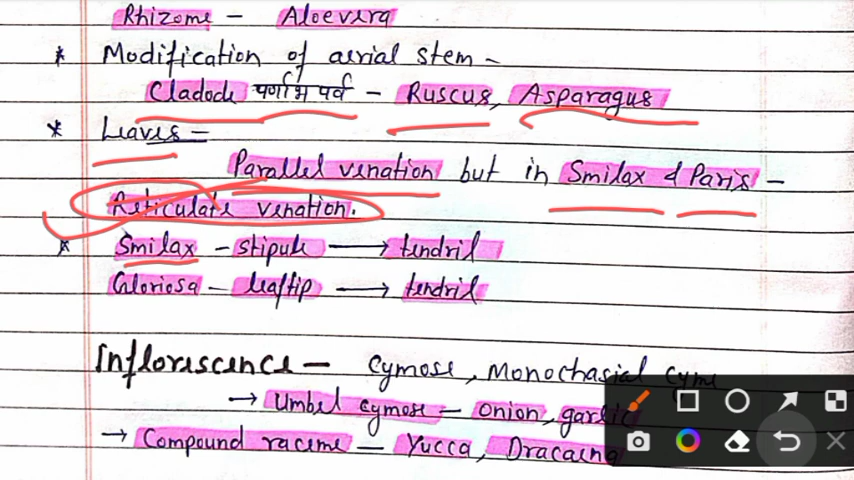 Rhizome - Aloevera
* Modification of aerial stem -
Cladode पर्णाभ पर्व - Ruscus, Asparagus
* Leaves -
Parallel venation but in Smilax & Paris -
Reticulate venation.
* Smilax - stipule → tendril
Gloriosa - leaftip → tendril
Inflorescence - Cymose, Monochasial cyme
→ Umbel cymose - onion, garlic
→ Compound raceme - Yucca, Dracaena